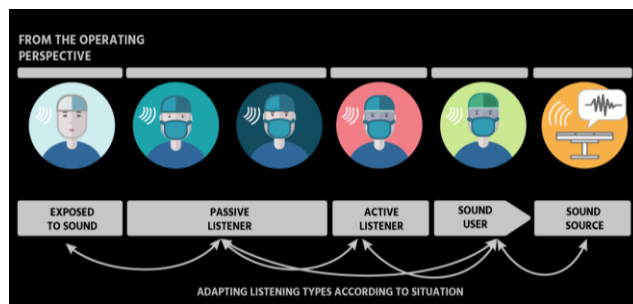 FROM THE OPERATING
PERSPECTIVE
EXPOSED
TO SOUND
PASSIVE
LISTENER
ACTIVE
LISTENER
SOUND
USER
SOUND
SOURCE
ADAPTING LISTENING TYPES ACCORDING TO SITUATION